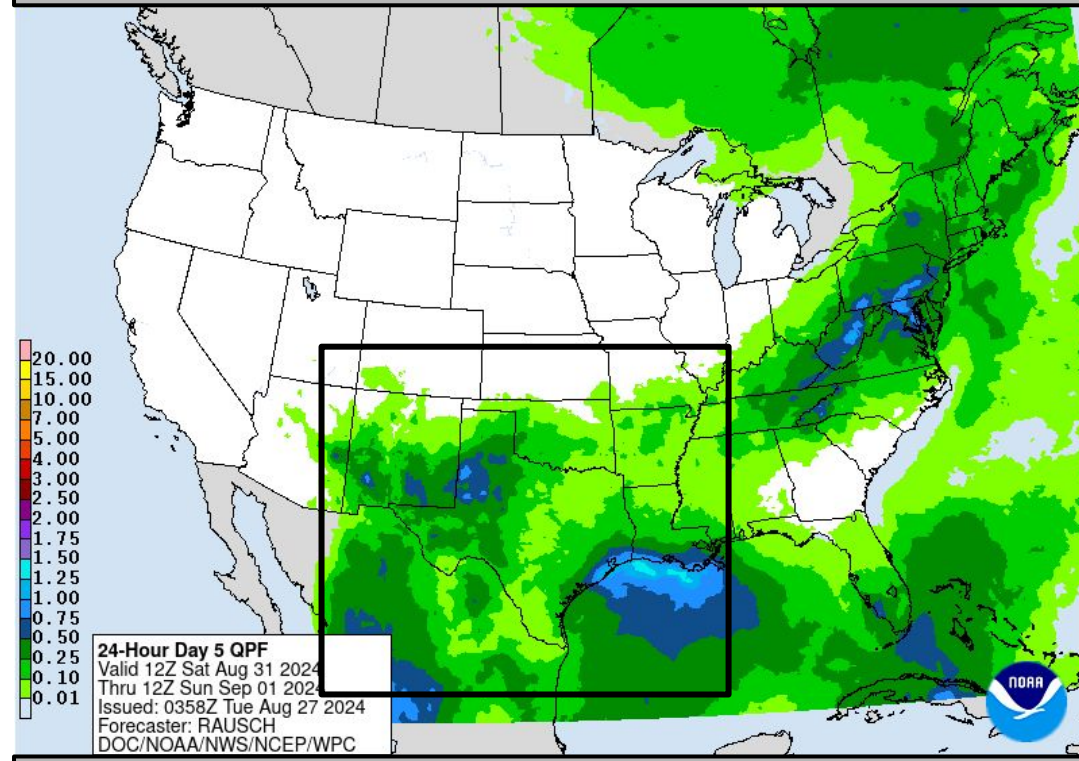 20.00
15.00
10.00
7.00
5.00
4.00
3.00
2.50
2.00
1.75
1.50
1.25
1.00
0.75
0.50
0.25
0.10
0.01
24-Hour Day 5 QPF
Valid 12Z Sat Aug 31 2024
Thru 12Z Sun Sep 01 2024
Issued: 0358Z Tue Aug 27 2024
Forecaster: RAUSCH
DOC/NOAA/NWS/NCEP/WPC
NOAA